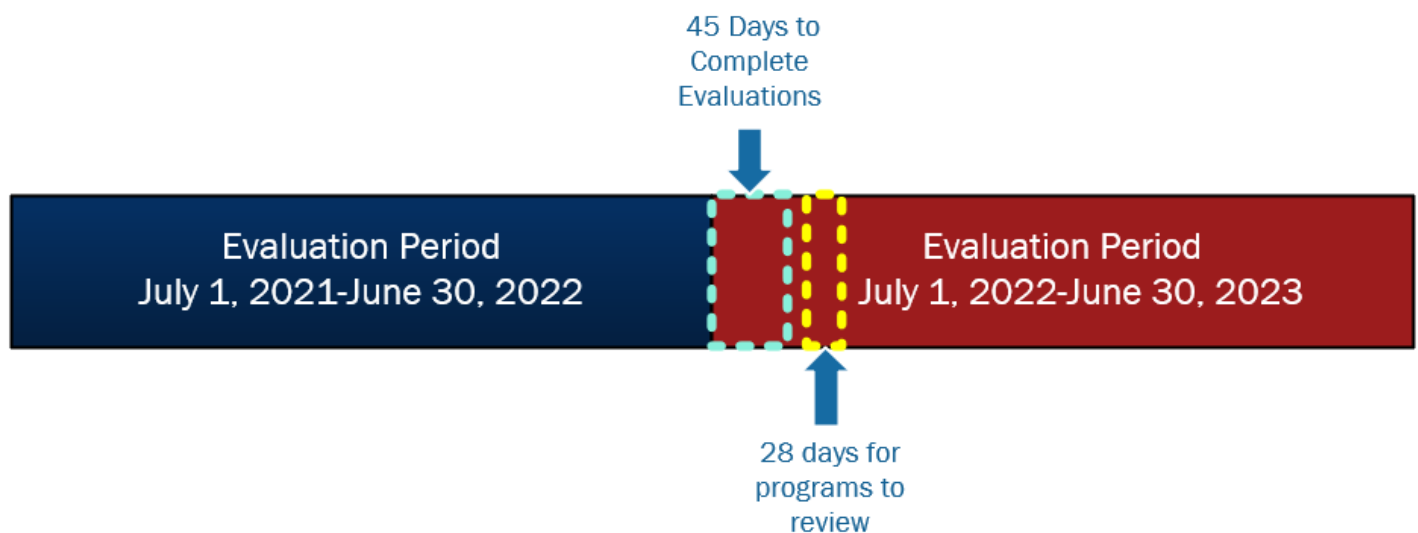 45 Days to
Complete
Evaluations
Evaluation Period
July 1, 2021-June 30, 2022
Evaluation Period
July 1, 2022-June 30, 2023
28 days for
programs to
review